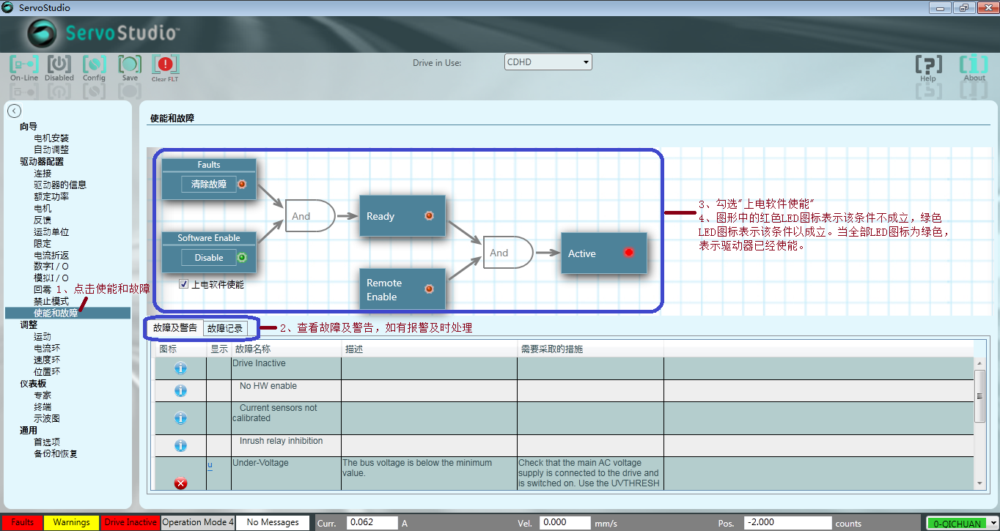 ServoStudio
ServoStudio™
On-Line
Disabled
Config
Save
Clear FLT
Drive in Use:
CDHD
Help
About
向导
电机安装
自动调整
驱动器配置
连接
驱动器的信息
额定功率
电机
反馈
运动单位
限定
电流折返
数字I / O
模拟I / O
回零
禁止模式
使能和故障
调整
运动
电流环
速度环
位置环
仪表板
专家
终端
示波图
通用
首选项
备份和恢复
1、点击使能和故障
使能和故障
Faults
清除故障
And
Software Enable
Disable
上电软件使能
Ready
Remote
Enable
And
Active
3、勾选"上电软件使能"
4、图形中的红色LED图标表示该条件不成立，绿色
LED图标表示该条件以成立。当全部LED图标为绿色，
表示驱动器已经使能。
故障及警告
故障记录
2、查看故障及警告，如有报警及时处理
图标 显示 故障名称 描述 需要采取的措施
Drive Inactive
No HW enable
Current sensors not
calibrated
Inrush relay inhibition
u
Under-Voltage
The bus voltage is below the minimum
value.
Check that the main AC voltage
supply is connected to the drive and
is switched on. Use the UVTHRESH
Faults
Warnings
Drive Inactive
Operation Mode 4
No Messages
Curr. 0.062 A
Vel. 0.000 mm/s
Pos. -2.000 counts
0-QICHUAN